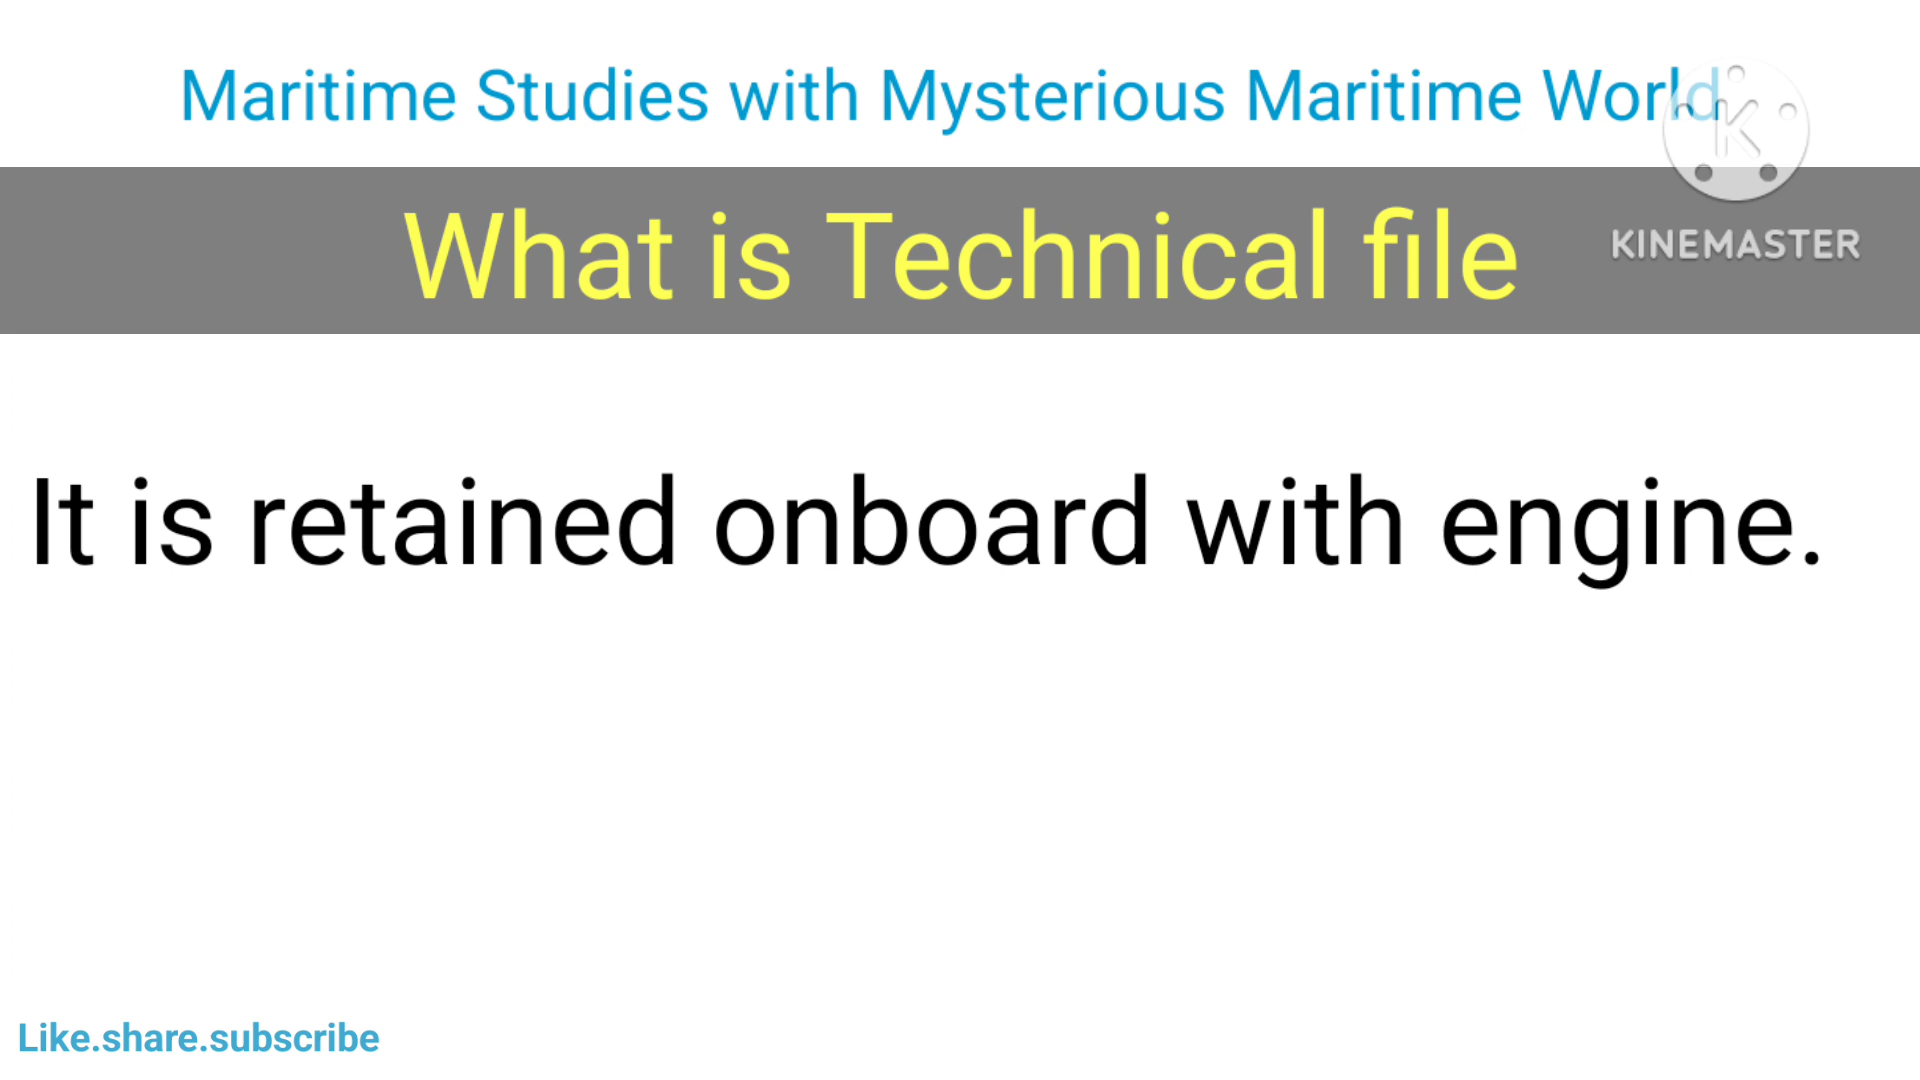 Maritime Studies with Mysterious Maritime World
What is Technical file
KINEMASTER
It is retained onboard with engine.
Like.share.subscribe